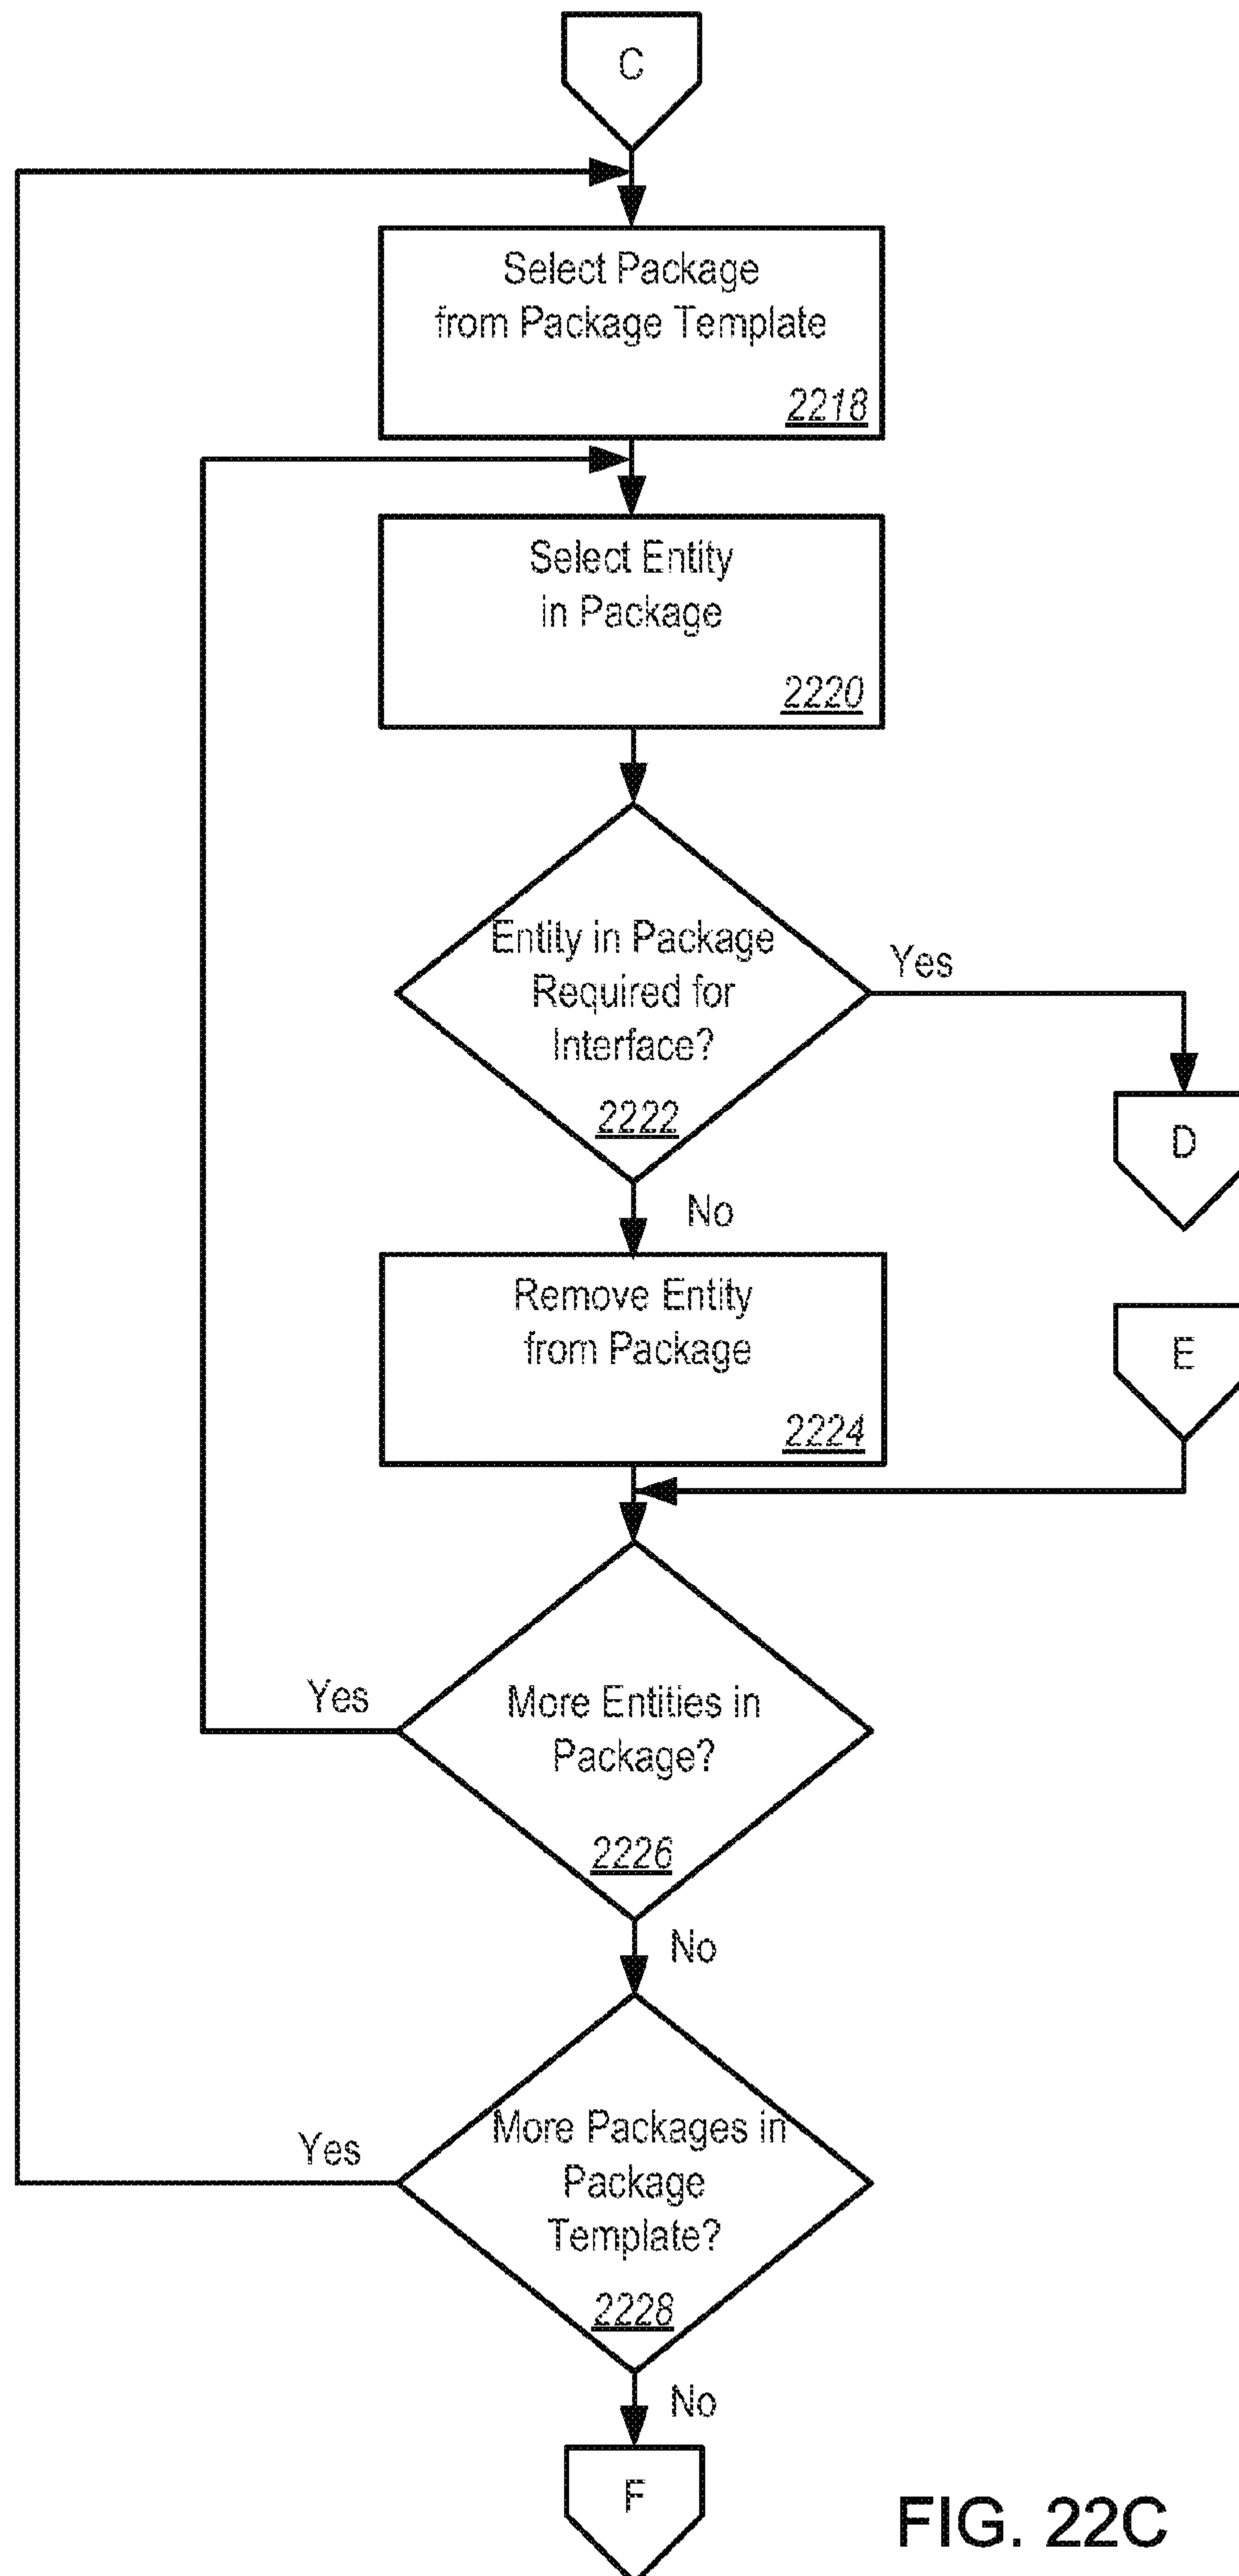 C
Select Package
from Package Template
2218
Select Entity
in Package
2220
Entity in Package
Required for
Interface?
2222
Yes
D
No
Remove Entity
from Package
2224
E
Yes
More Entities in
Package?
2226
No
Yes
More Packages in
Package
Template?
2228
No
F
FIG. 22C